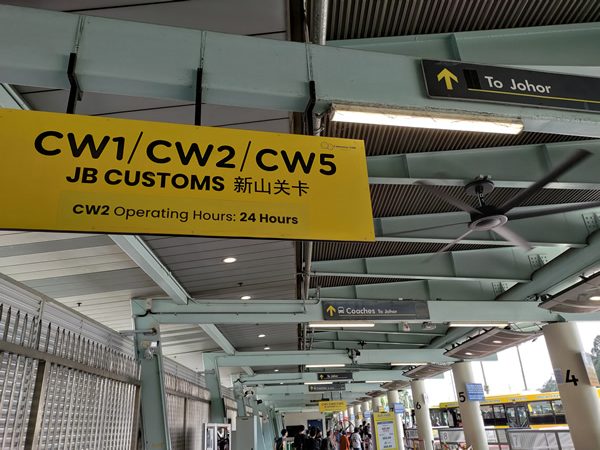 CW1/CW2/CW5
JB CUSTOMS 新山关卡
CW2 Operating Hours: 24 Hours
To Johor
Coaches To Johor
4
5
6